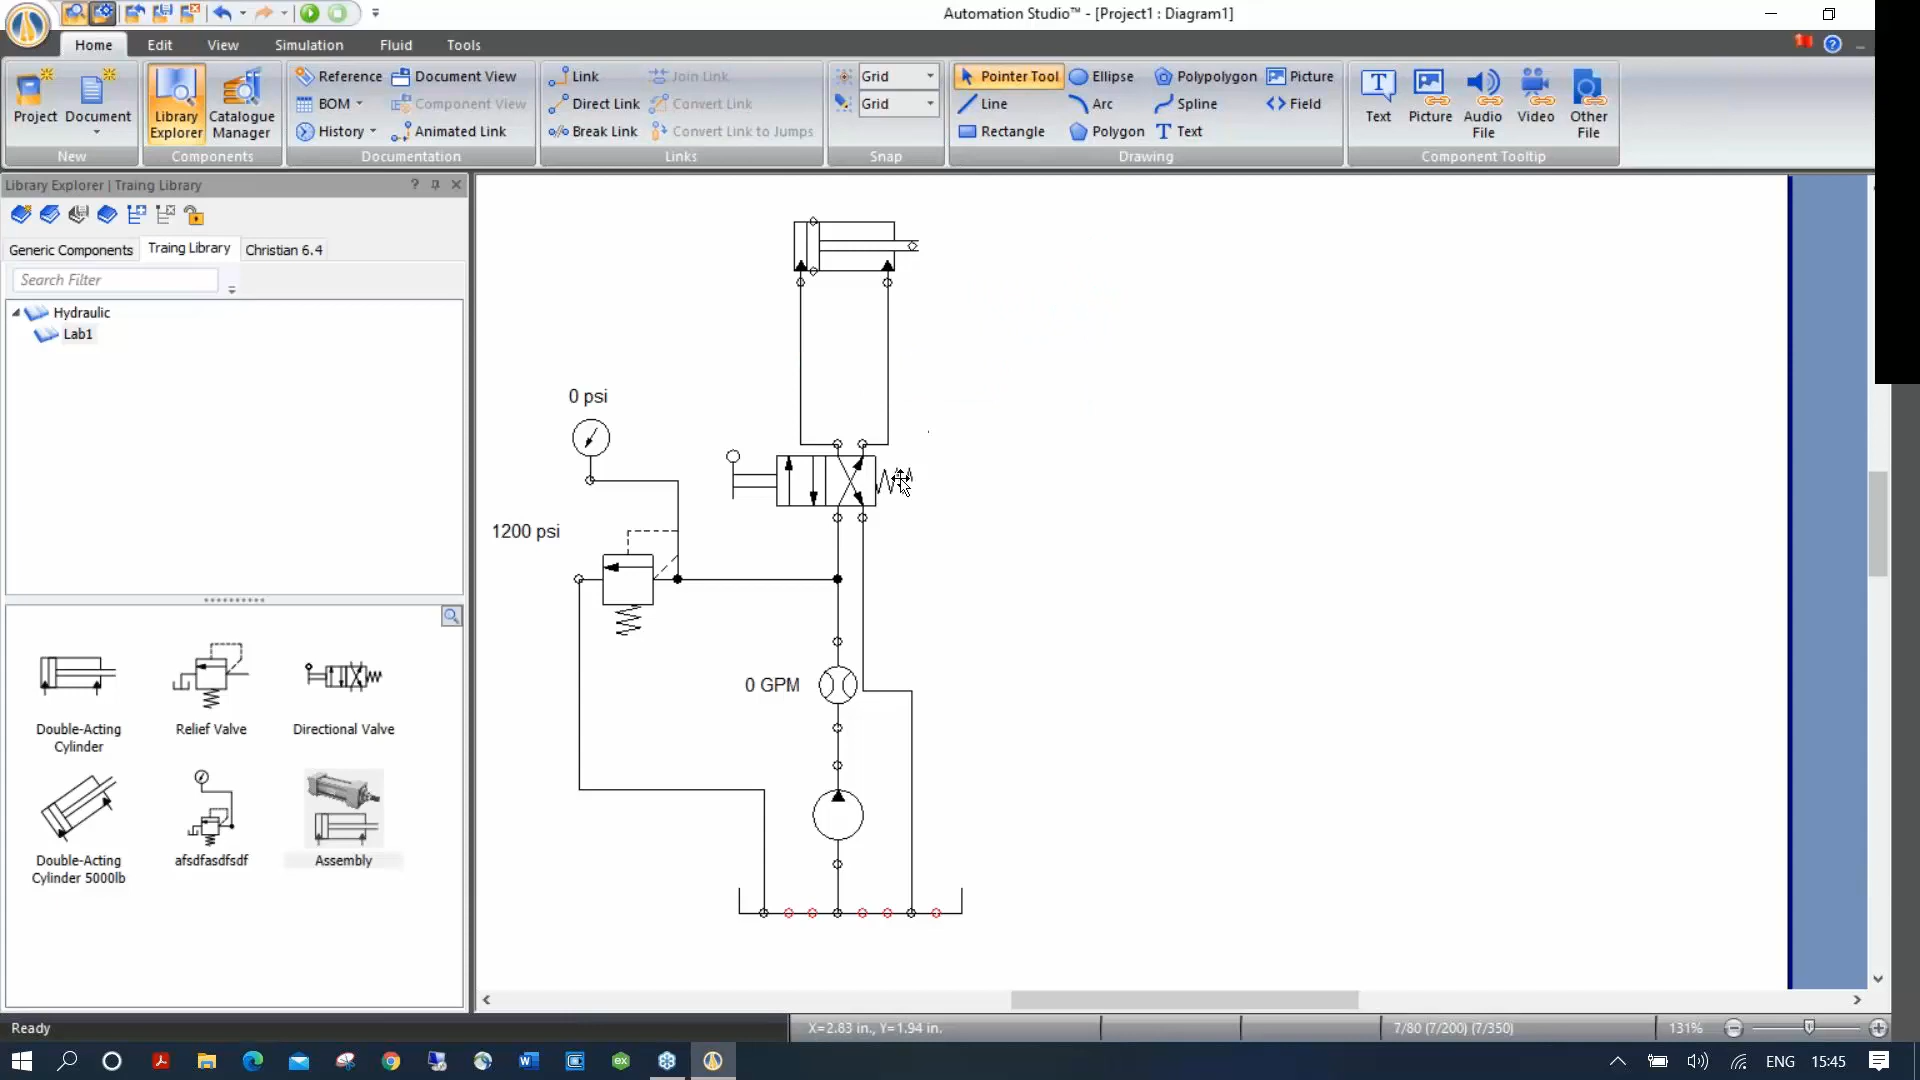 Automation Studio™ - [Project1 : Diagram1]
Home Edit View Simulation Fluid Tools
Project
Document
New
Library Explorer
Catalogue Manager
Components
Reference
BOM
History
Document View
Component View
Animated Link
Documentation
Link
Direct Link
Break Link
Join Link
Convert Link
Convert Link to Jumps
Links
Grid
Grid
Snap
Pointer Tool
Line
Rectangle
Ellipse
Arc
Polygon
Polypolygon
Spline
Text
Picture
Field
Drawing
Text
Picture
Audio File
Video
Other File
Component Tooltip
Library Explorer | Traing Library
Generic Components
Traing Library
Christian 6.4
Search Filter
Hydraulic
Lab1
Double-Acting
Cylinder
Relief Valve
Directional Valve
Double-Acting
Cylinder 5000lb
afsdfasdfsdf
Assembly
0 psi
1200 psi
0 GPM
Ready
X=2.83 in., Y=1.94 in.
7/80 (7/200) (7/350)
131%
ENG
15:45